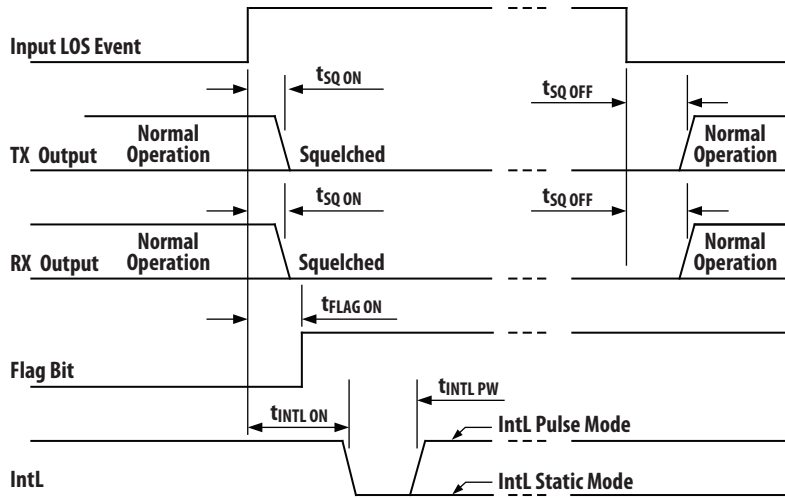 Input LOS Event
tSQ ON
tSQ OFF
TX Output
Normal
Operation
Squelched
Normal
Operation
tSQ ON
tSQ OFF
RX Output
Normal
Operation
Squelched
Normal
Operation
tFLAG ON
Flag Bit
tINTL ON
tINTL PW
IntL Pulse Mode
IntL
IntL Static Mode